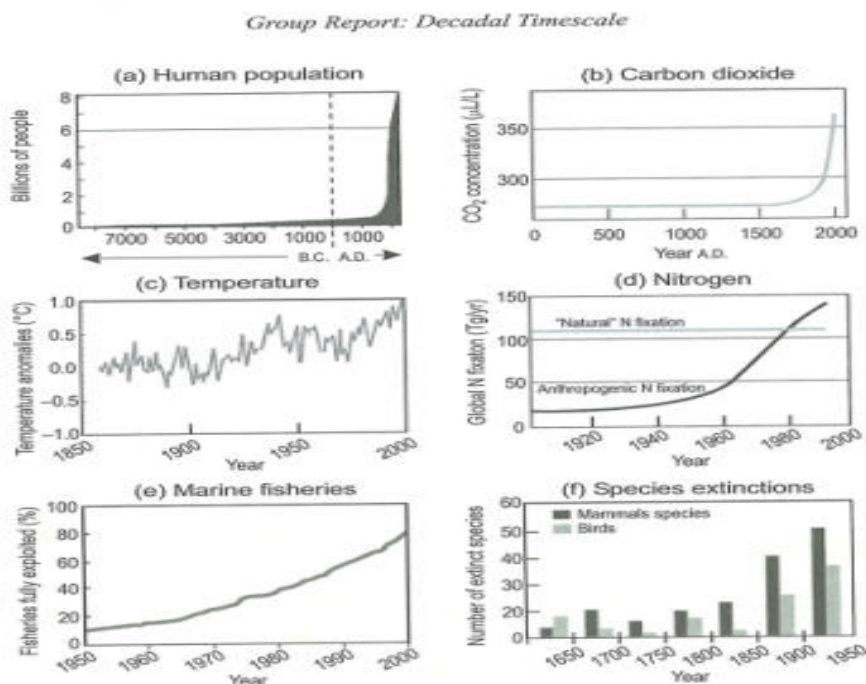 Group Report: Decadal Timescale
(a) Human population
Billions of people
8
6
4
2
0
7000 5000 3000 1000 1000
B.C. A.D.
(b) Carbon dioxide
CO₂ concentration (μL/L)
350
300
0 500 1000 1500 2000
Year A.D.
(c) Temperature
Temperature anomalies (°C)
1.0
0.5
0.0
–0.5
–1.0
1850 1900 1950 2000
Year
(d) Nitrogen
Global N fixaton (Tg/yr)
150
100
50
0
"Natural" N fixation
Anthropogenic N fixation
1920 1940 1960 1980 2000
Year
(e) Marine fisheries
Fisheries fully exploited (%)
100
80
60
40
20
0
1950 1960 1970 1980 1990 2000
Year
(f) Species extinctions
Number of extinct species
60
50
40
30
20
0
Mammals species
Birds
1650 1700 1750 1800 1850 1900 1950
Year